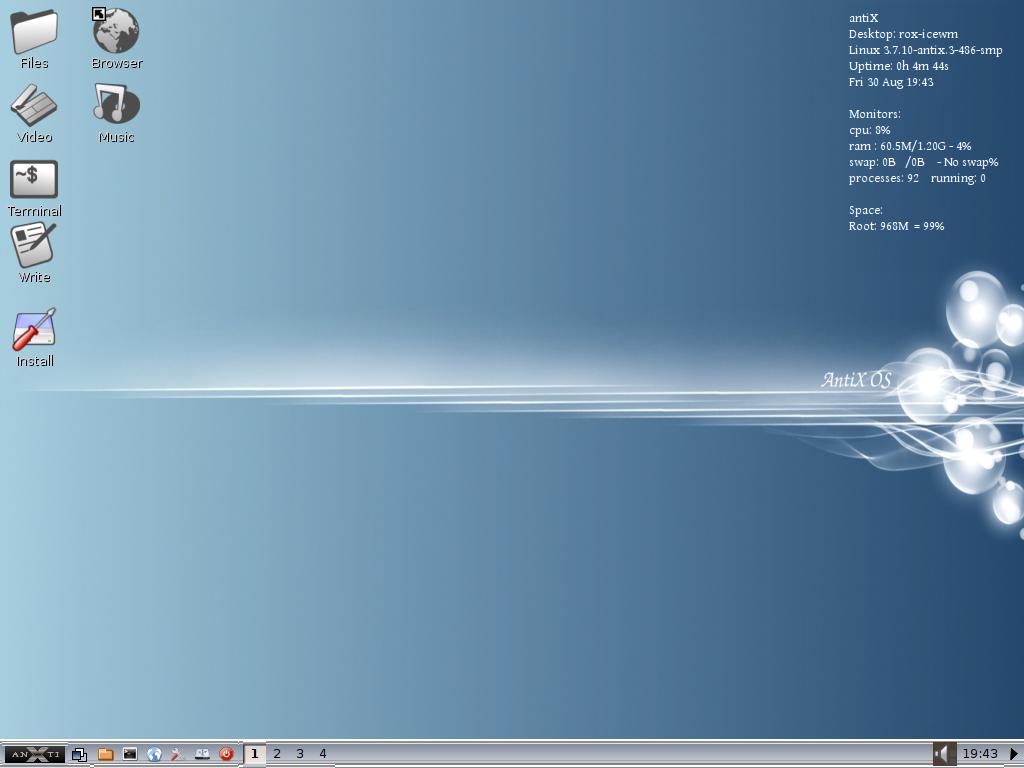 Files
Browser
Video
Music
~$
Terminal
Write
Install
antiX
Desktop: rox-icewm
Linux 3.7.10-antix.3-486-smp
Uptime: 0h 4m 44s
Fri 30 Aug 19:43
Monitors:
cpu: 8%
ram : 60.5M/1.20G - 4%
swap: 0B /0B - No swap%
processes: 92 running: 0
Space:
Root: 968M = 99%
AntiX OS
ANXTI 1 2 3 4 19:43